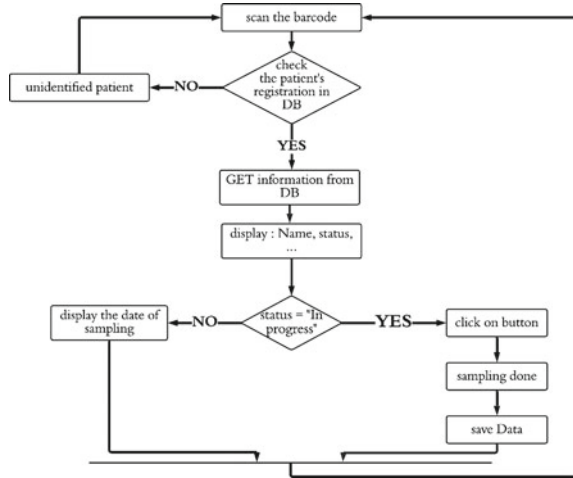 scan the barcode
check
the patient's
registration in
DB
NO
unidentified patient
YES
GET information from
DB
display : Name, status,
...
status = "In
progress"
NO
display the date of
sampling
YES
click on button
sampling done
save Data